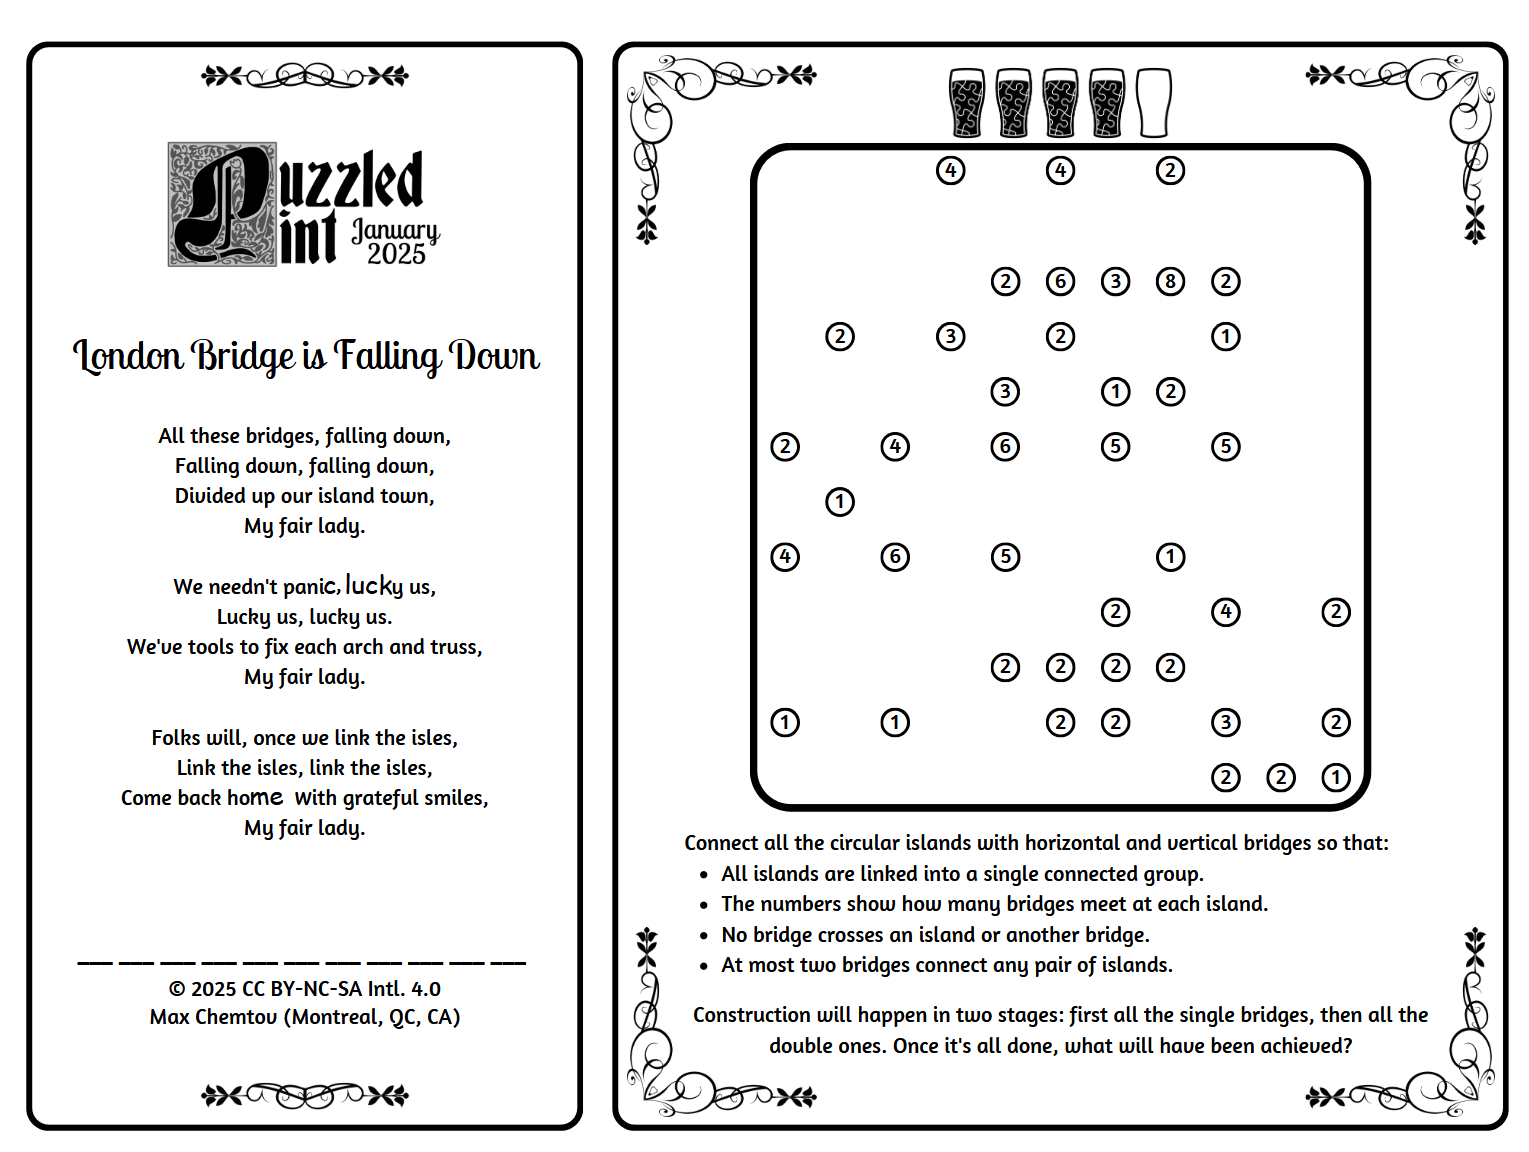 Puzzled
Pint
January
2025
London Bridge is Falling Down
All these bridges, falling down,
Falling down, falling down,
Divided up our island town,
My fair lady.
We needn't panic, lucky us,
Lucky us, lucky us.
We've tools to fix each arch and truss,
My fair lady.
Folks will, once we link the isles,
Link the isles, link the isles,
Come back home with grateful smiles,
My fair lady.
___ ___ ___ ___ ___ ___ ___ ___ ___ ___ ___
© 2025 CC BY-NC-SA Intl. 4.0
Max Chemtov (Montreal, QC, CA)
4 4 2
2 6 3 8 2
2 3 2 1
3 1 2
2 4 6 5 5
1
4 6 5 1
2 4 2
2 2 2 2
1 1 2 2 3 2
2 2 1
Connect all the circular islands with horizontal and vertical bridges so that:
• All islands are linked into a single connected group.
• The numbers show how many bridges meet at each island.
• No bridge crosses an island or another bridge.
• At most two bridges connect any pair of islands.
Construction will happen in two stages: first all the single bridges, then all the
double ones. Once it's all done, what will have been achieved?